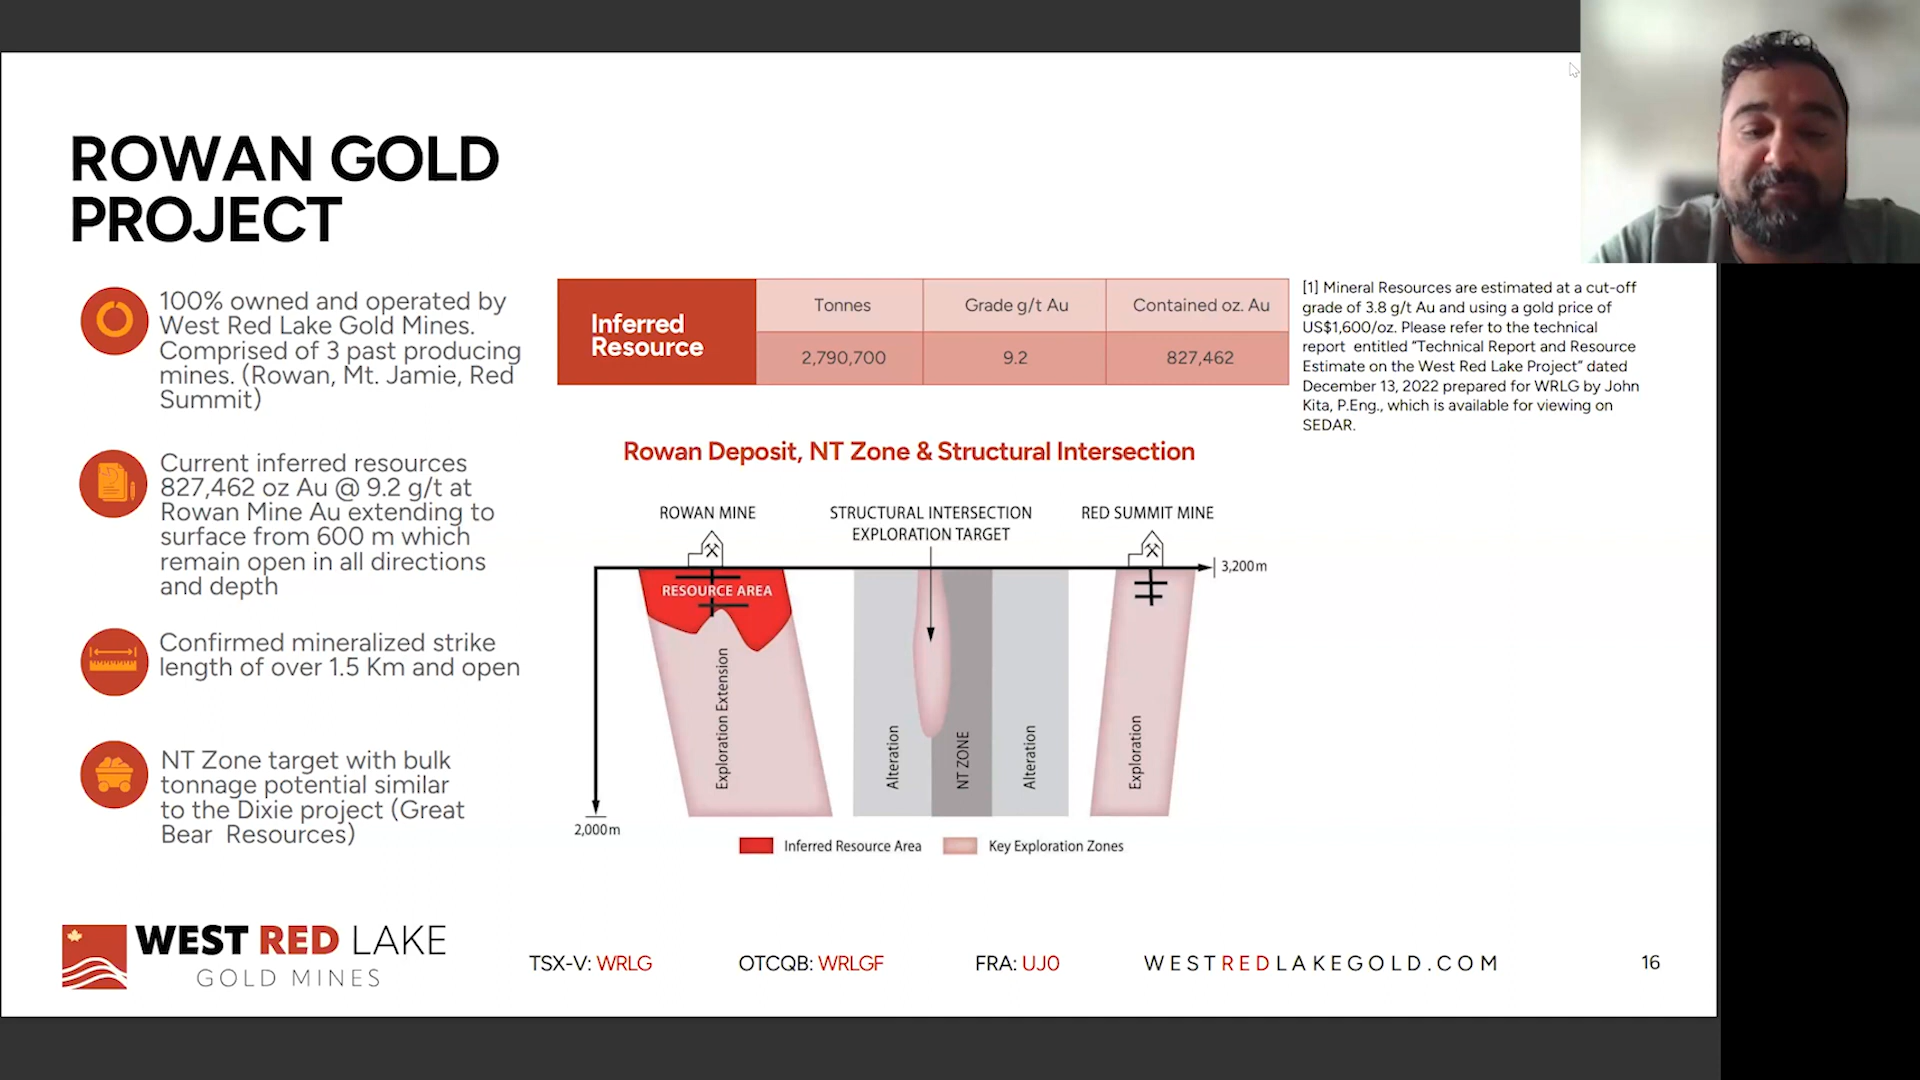 ROWAN GOLD
PROJECT
100% owned and operated by
West Red Lake Gold Mines.
Comprised of 3 past producing
mines. (Rowan, Mt. Jamie, Red
Summit)
Current inferred resources
827,462 oz Au @ 9.2 g/t at
Rowan Mine Au extending to
surface from 600 m which
remain open in all directions
and depth
Confirmed mineralized strike
length of over 1.5 Km and open
NT Zone target with bulk
tonnage potential similar
to the Dixie project (Great
Bear Resources)
Inferred
Resource
Tonnes Grade g/t Au Contained oz. Au
2,790,700 9.2 827,462
[1] Mineral Resources are estimated at a cut-off
grade of 3.8 g/t Au and using a gold price of
US$1,600/oz. Please refer to the technical
report entitled “Technical Report and Resource
Estimate on the West Red Lake Project” dated
December 13, 2022 prepared for WRLG by John
Kita, P.Eng., which is available for viewing on
SEDAR.
Rowan Deposit, NT Zone & Structural Intersection
ROWAN MINE
STRUCTURAL INTERSECTION
EXPLORATION TARGET
RED SUMMIT MINE
3,200m
RESOURCE AREA
Exploration Extension
Alteration
NT ZONE
Alteration
Exploration
2,000m
Inferred Resource Area
Key Exploration Zones
WEST RED LAKE
GOLD MINES
TSX-V: WRLG
OTCQB: WRLGF
FRA: UJ0
WESTREDLAKEGOLD.COM
16